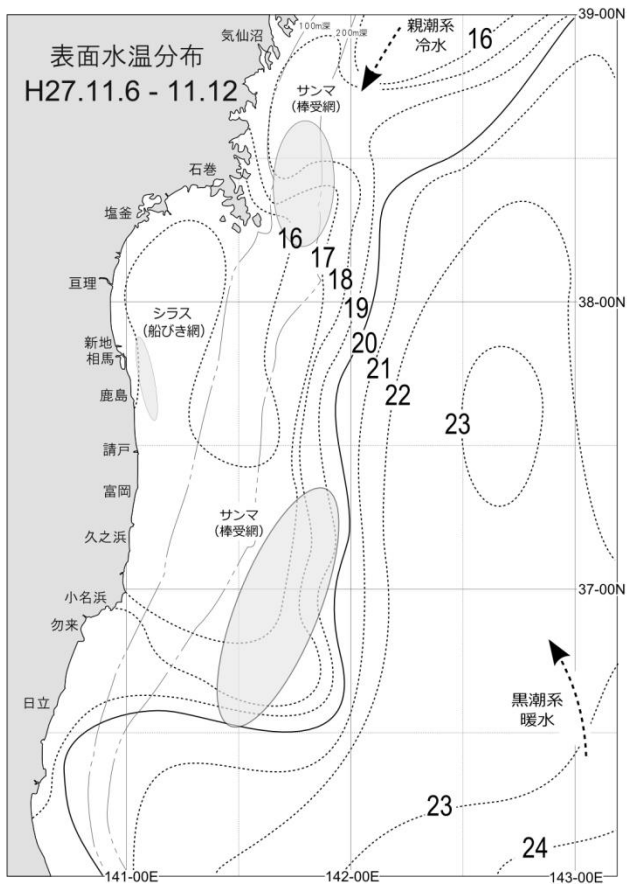 表面水温分布
H27.11.6 - 11.12
気仙沼
100m深
200m深
親潮系
冷水
16
39-00N
サンマ
(棒受網)
石巻
塩釜
16
17
18
19
20
21
22
23
亘理
38-00N
シラス
(船びき網)
新地
相馬
鹿島
請戸
富岡
サンマ
(棒受網)
久之浜
小名浜
37-00N
勿来
日立
黒潮系
暖水
23
24
141-00E
142-00E
143-00E